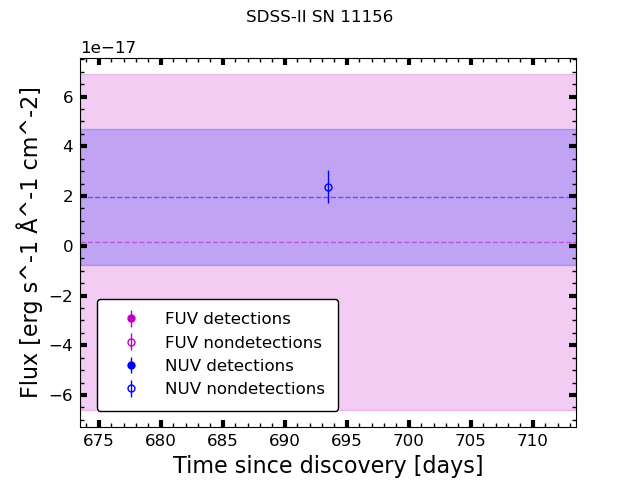 SDSS-II SN 11156
1e−17
6
4
2
0
−2
−4
−6
Flux [erg s^-1 Å^-1 cm^-2]
FUV detections
FUV nondetections
NUV detections
NUV nondetections
675 680 685 690 695 700 705 710
Time since discovery [days]